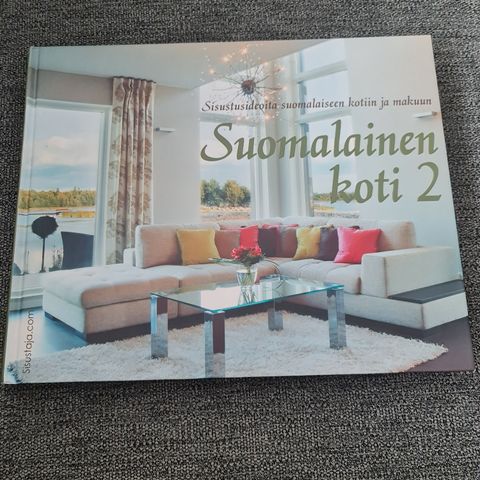 Sisustusideoita suomalaiseen kotiin ja makuun
Suomalainen
koti 2
Sisustaja.com